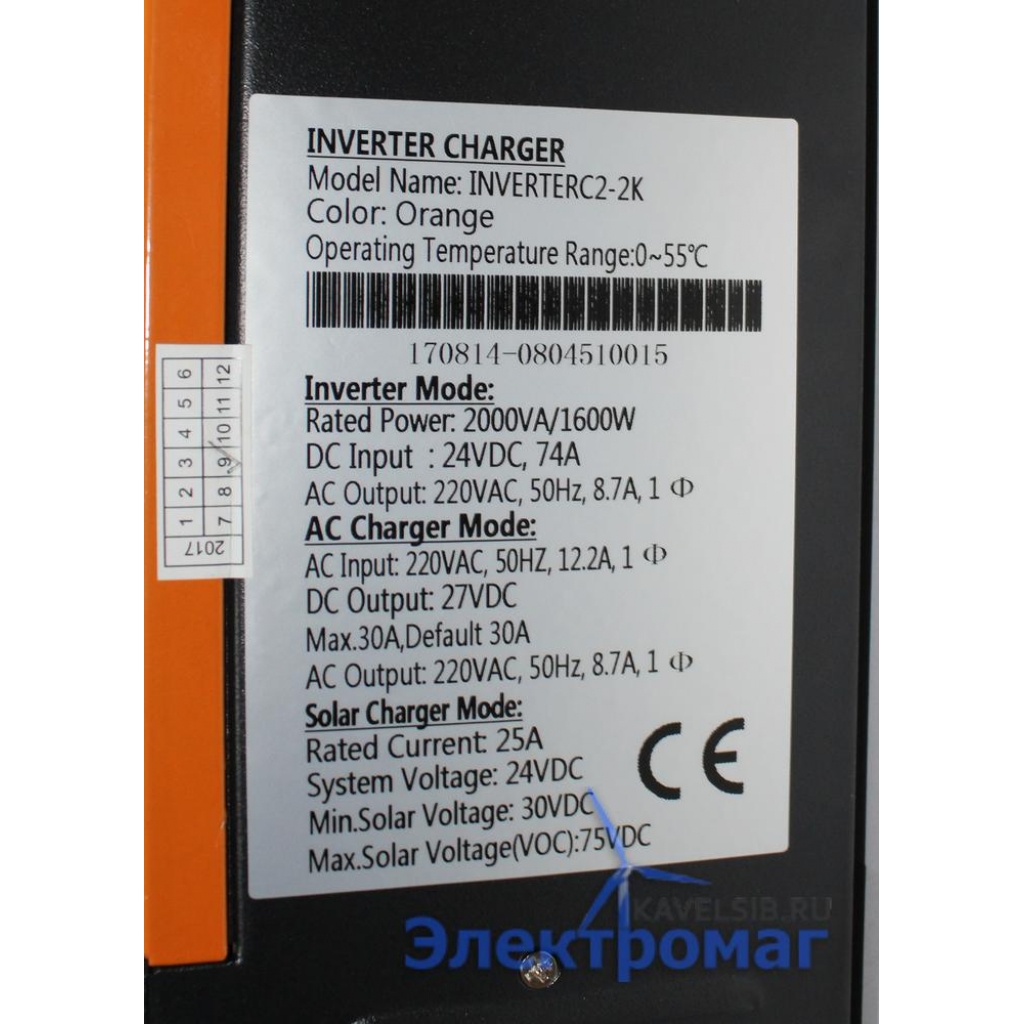 INVERTER CHARGER
Model Name: INVERTERC2-2K
Color: Orange
Operating Temperature Range:0~55℃
170814-0804510015
Inverter Mode:
Rated Power: 2000VA/1600W
DC Input : 24VDC, 74A
AC Output: 220VAC, 50Hz, 8.7A, 1 Φ
AC Charger Mode:
AC Input: 220VAC, 50HZ, 12.2A, 1 Φ
DC Output: 27VDC
Max.30A,Default 30A
AC Output: 220VAC, 50Hz, 8.7A, 1 Φ
Solar Charger Mode:
Rated Current: 25A
System Voltage: 24VDC
Min.Solar Voltage: 30VDC
Max.Solar Voltage(VOC):75VDC
CE
2017
1 2 3 4 5 6
7 8 9 10 11 12
KAVELSIB.RU
Электромаг